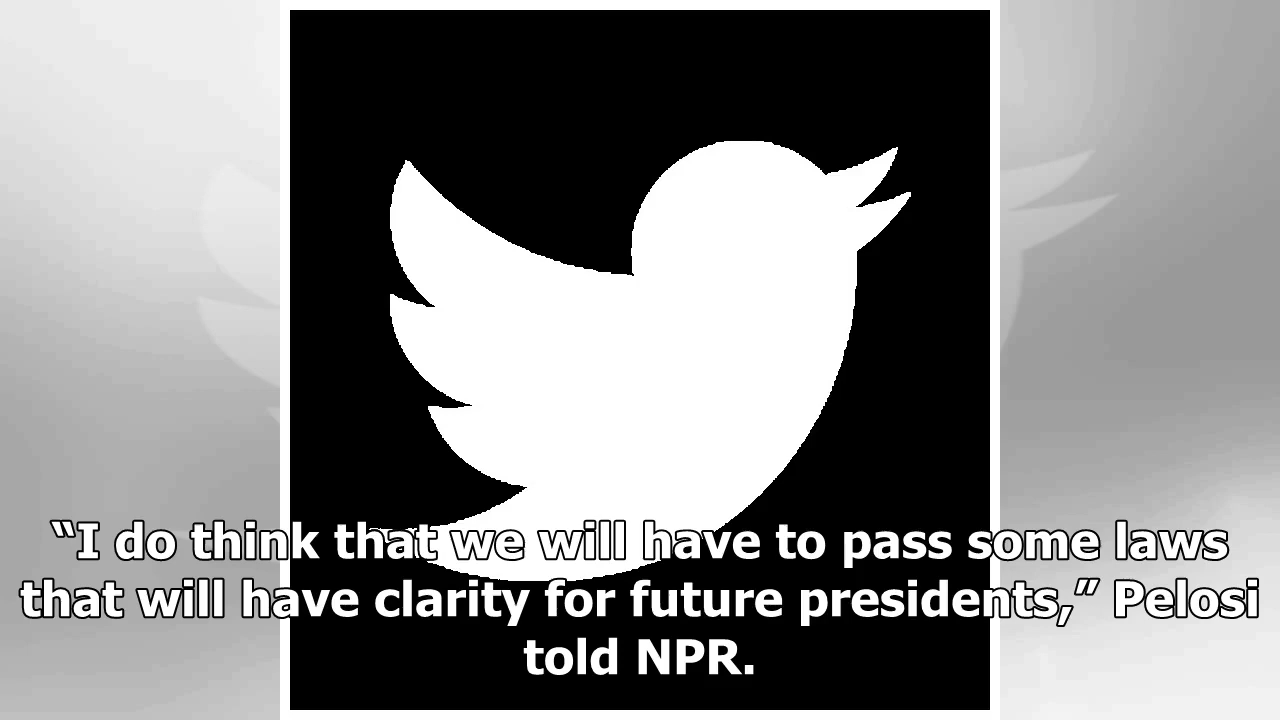 “I do think that we will have to pass some laws
that will have clarity for future presidents,” Pelosi
told NPR.